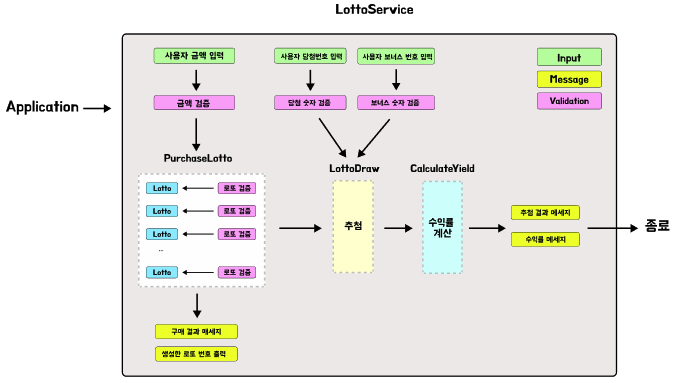 LottoService
사용자 금액 입력
사용자 당첨번호 입력
사용자 보너스 번호 입력
Input
Message
Validation
Application
금액 검증
당첨 숫자 검증
보너스 숫자 검증
PurchaseLotto
LottoDraw
CalculateYield
Lotto
로또 검증
Lotto
로또 검증
Lotto
로또 검증
...
Lotto
로또 검증
추첨
수익률
계산
추첨 결과 메세지
수익률 메세지
종료
구매 결과 메세지
생성한 로또 번호 출력